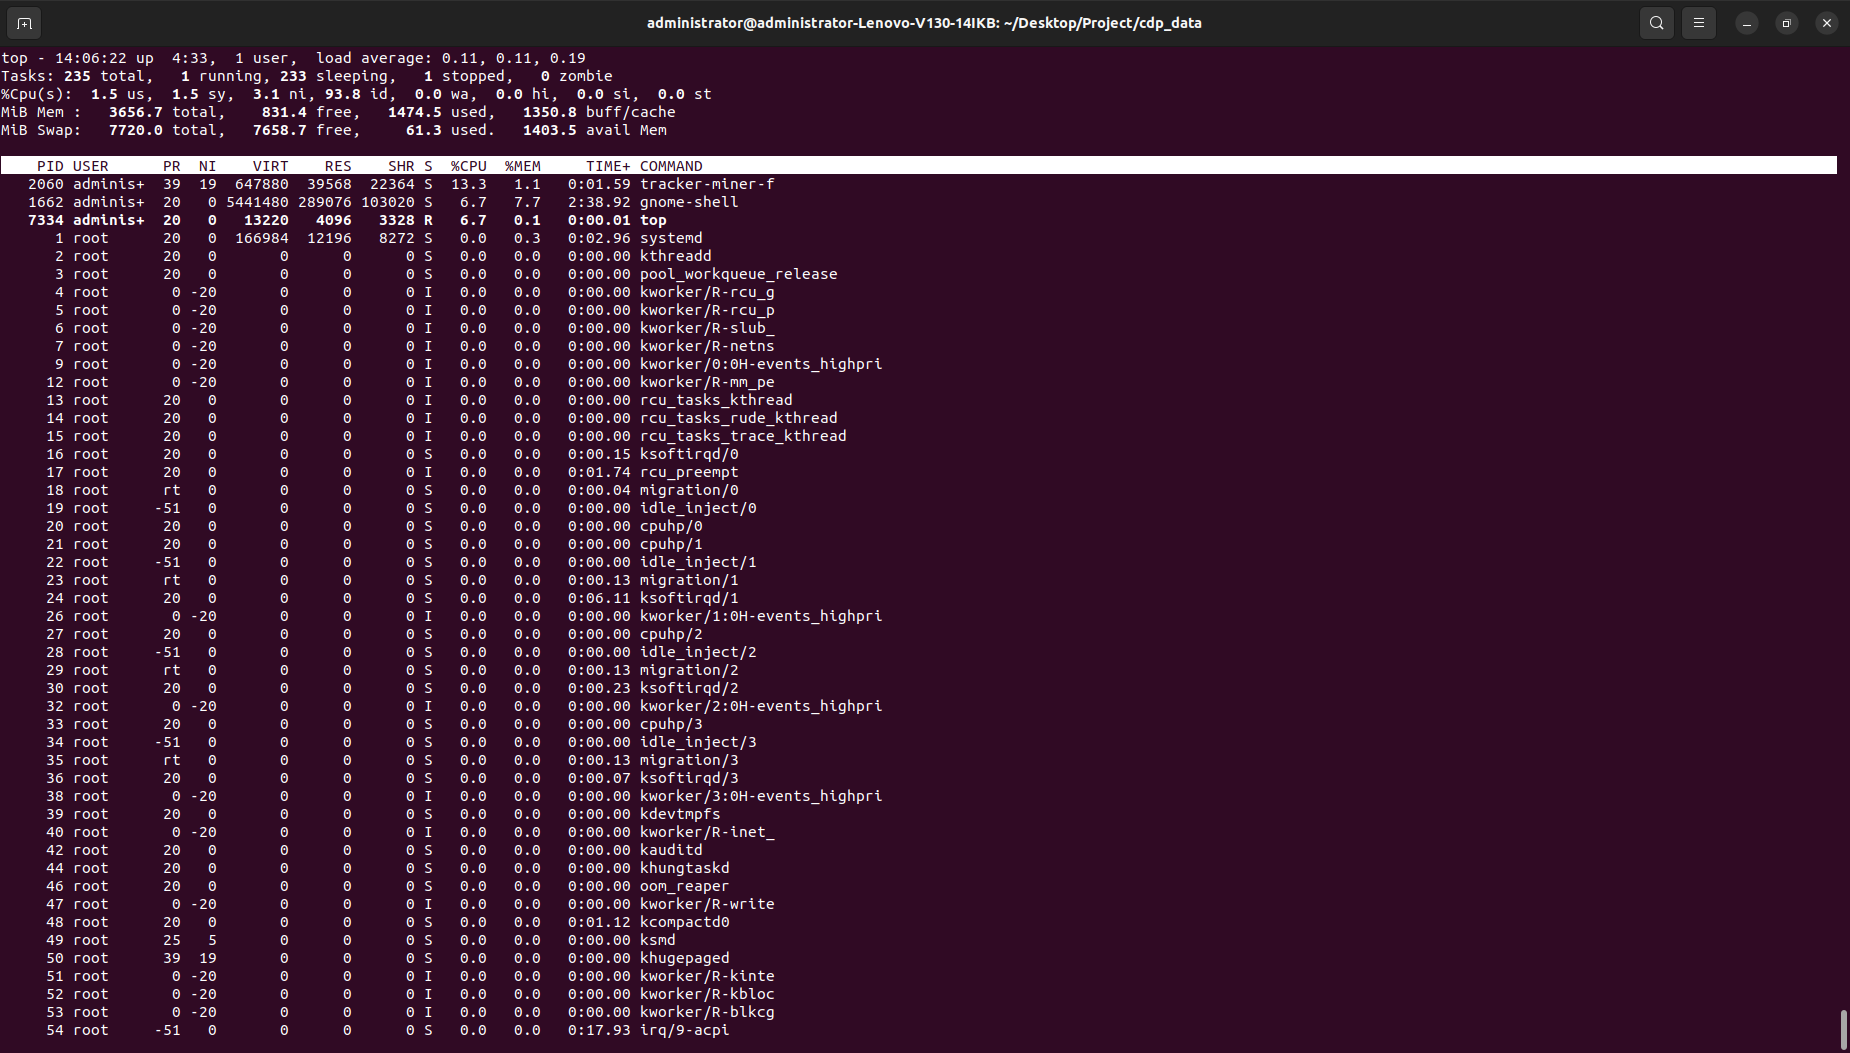 administrator@administrator-Lenovo-V130-14IKB: ~/Desktop/Project/cdp_data
top - 14:06:22 up  4:33,  1 user,  load average: 0.11, 0.11, 0.19
Tasks: 235 total,   1 running, 233 sleeping,   1 stopped,   0 zombie
%Cpu(s):  1.5 us,  1.5 sy,  3.1 ni, 93.8 id,  0.0 wa,  0.0 hi,  0.0 si,  0.0 st
MiB Mem :   3656.7 total,    831.4 free,   1474.5 used,   1350.8 buff/cache
MiB Swap:   7720.0 total,   7658.7 free,     61.3 used.   1403.5 avail Mem
PID USER      PR  NI    VIRT    RES    SHR S  %CPU  %MEM     TIME+ COMMAND
2060 adminis+  39  19  647880  39568  22364 S  13.3   1.1   0:01.59 tracker-miner-f
1662 adminis+  20   0 5441480 289076 103020 S   6.7   7.7   2:38.92 gnome-shell
7334 adminis+  20   0   13220   4096   3328 R   6.7   0.1   0:00.01 top
1 root      20   0  166984  12196   8272 S   0.0   0.3   0:02.96 systemd
2 root      20   0       0      0      0 S   0.0   0.0   0:00.00 kthreadd
3 root      20   0       0      0      0 S   0.0   0.0   0:00.00 pool_workqueue_release
4 root       0 -20       0      0      0 I   0.0   0.0   0:00.00 kworker/R-rcu_g
5 root       0 -20       0      0      0 I   0.0   0.0   0:00.00 kworker/R-rcu_p
6 root       0 -20       0      0      0 I   0.0   0.0   0:00.00 kworker/R-slub_
7 root       0 -20       0      0      0 I   0.0   0.0   0:00.00 kworker/R-netns
9 root       0 -20       0      0      0 I   0.0   0.0   0:00.00 kworker/0:0H-events_highpri
12 root       0 -20       0      0      0 I   0.0   0.0   0:00.00 kworker/R-mm_pe
13 root      20   0       0      0      0 I   0.0   0.0   0:00.00 rcu_tasks_kthread
14 root      20   0       0      0      0 I   0.0   0.0   0:00.00 rcu_tasks_rude_kthread
15 root      20   0       0      0      0 I   0.0   0.0   0:00.00 rcu_tasks_trace_kthread
16 root      20   0       0      0      0 S   0.0   0.0   0:00.15 ksoftirqd/0
17 root      20   0       0      0      0 I   0.0   0.0   0:01.74 rcu_preempt
18 root      rt   0       0      0      0 S   0.0   0.0   0:00.04 migration/0
19 root     -51   0       0      0      0 S   0.0   0.0   0:00.00 idle_inject/0
20 root      20   0       0      0      0 S   0.0   0.0   0:00.00 cpuhp/0
21 root      20   0       0      0      0 S   0.0   0.0   0:00.00 cpuhp/1
22 root     -51   0       0      0      0 S   0.0   0.0   0:00.00 idle_inject/1
23 root      rt   0       0      0      0 S   0.0   0.0   0:00.13 migration/1
24 root      20   0       0      0      0 S   0.0   0.0   0:06.11 ksoftirqd/1
26 root       0 -20       0      0      0 I   0.0   0.0   0:00.00 kworker/1:0H-events_highpri
27 root      20   0       0      0      0 S   0.0   0.0   0:00.00 cpuhp/2
28 root     -51   0       0      0      0 S   0.0   0.0   0:00.00 idle_inject/2
29 root      rt   0       0      0      0 S   0.0   0.0   0:00.13 migration/2
30 root      20   0       0      0      0 S   0.0   0.0   0:00.23 ksoftirqd/2
32 root       0 -20       0      0      0 I   0.0   0.0   0:00.00 kworker/2:0H-events_highpri
33 root      20   0       0      0      0 S   0.0   0.0   0:00.00 cpuhp/3
34 root     -51   0       0      0      0 S   0.0   0.0   0:00.00 idle_inject/3
35 root      rt   0       0      0      0 S   0.0   0.0   0:00.13 migration/3
36 root      20   0       0      0      0 S   0.0   0.0   0:00.07 ksoftirqd/3
38 root       0 -20       0      0      0 I   0.0   0.0   0:00.00 kworker/3:0H-events_highpri
39 root      20   0       0      0      0 S   0.0   0.0   0:00.00 kdevtmpfs
40 root       0 -20       0      0      0 I   0.0   0.0   0:00.00 kworker/R-inet_
42 root      20   0       0      0      0 S   0.0   0.0   0:00.00 kauditd
44 root      20   0       0      0      0 S   0.0   0.0   0:00.00 khungtaskd
46 root      20   0       0      0      0 S   0.0   0.0   0:00.00 oom_reaper
47 root       0 -20       0      0      0 I   0.0   0.0   0:00.00 kworker/R-write
48 root      20   0       0      0      0 S   0.0   0.0   0:01.12 kcompactd0
49 root      25   5       0      0      0 S   0.0   0.0   0:00.00 ksmd
50 root      39  19       0      0      0 S   0.0   0.0   0:00.00 khugepaged
51 root       0 -20       0      0      0 I   0.0   0.0   0:00.00 kworker/R-kinte
52 root       0 -20       0      0      0 I   0.0   0.0   0:00.00 kworker/R-kbloc
53 root       0 -20       0      0      0 I   0.0   0.0   0:00.00 kworker/R-blkcg
54 root     -51   0       0      0      0 S   0.0   0.0   0:17.93 irq/9-acpi